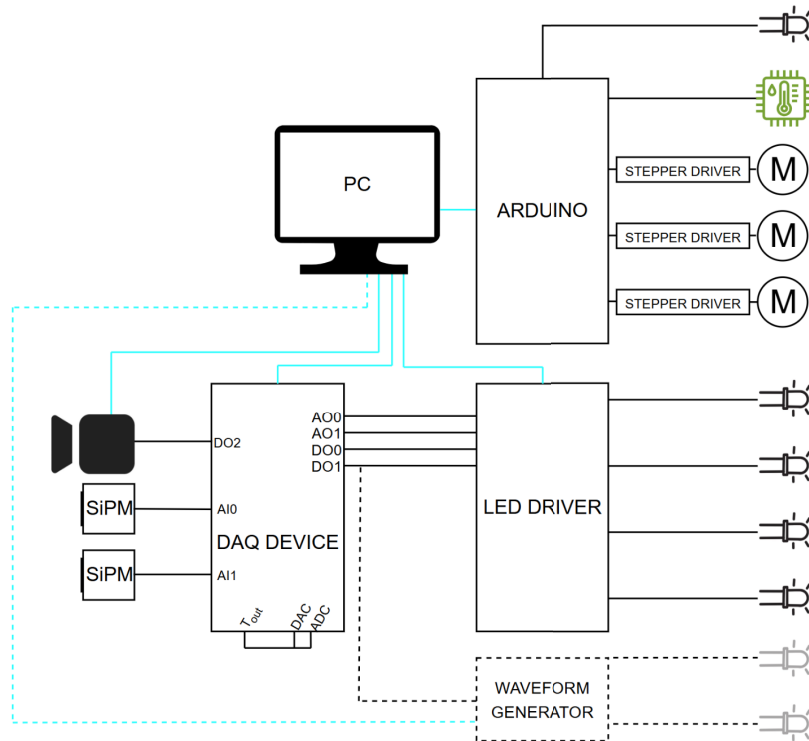 PC
ARDUINO
STEPPER DRIVER
M
STEPPER DRIVER
M
STEPPER DRIVER
M
AO0
AO1
DO0
DO1
DO2
SiPM
AI0
DAQ DEVICE
SiPM
AI1
Tout
DAC
ADC
LED DRIVER
WAVEFORM
GENERATOR